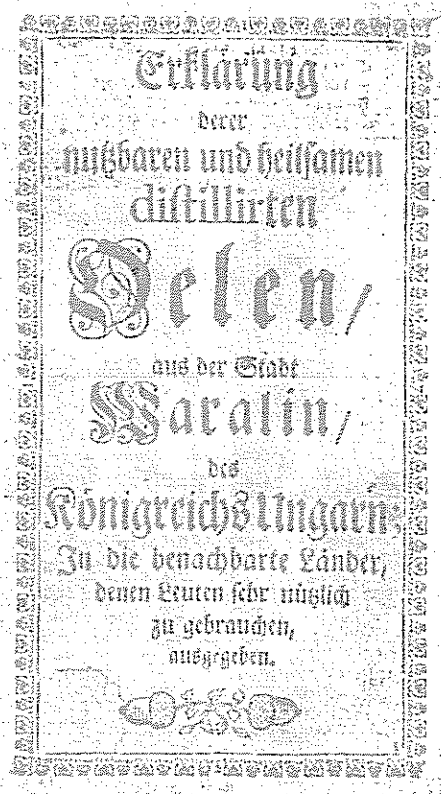 Erklärung
derer
nutzbaren und heilsamen
distillirten
Oelen/
aus der Stadt
Waralin/
des
Königreichs Ungarn:
In die benachbarte Länder,
denen Leuten sehr nützlich
zu gebrauchen,
ausgegeben.